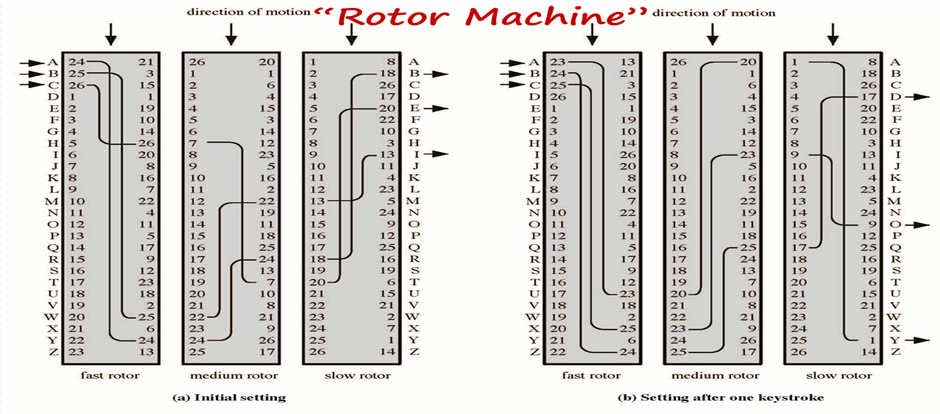 direction of motion "Rotor Machine" direction of motion
A 24 21 26 20 1 8 A A 23 13 26 20 1 8 A
B 25 3 1 1 2 18 B B 24 21 1 1 2 18 B
C 26 15 2 6 3 26 C C 25 3 2 6 3 26 C
D 1 1 3 4 4 17 D D 26 15 3 4 4 17 D
E 2 19 4 15 5 20 E E 1 1 4 15 5 20 E
F 3 10 5 3 6 22 F F 2 19 5 3 6 22 F
G 4 14 6 14 7 10 G G 3 10 6 14 7 10 G
H 5 26 7 12 8 3 H H 4 14 7 12 8 3 H
I 6 20 8 23 9 13 I I 5 26 8 23 9 13 I
J 7 8 9 5 10 11 J J 6 20 9 5 10 11 J
K 8 16 10 16 11 4 K K 7 8 10 16 11 4 K
L 9 7 11 2 12 23 L L 8 16 11 2 12 23 L
M 10 22 12 22 13 5 M M 9 7 12 22 13 5 M
N 11 4 13 19 14 24 N N 10 22 13 19 14 24 N
O 12 11 14 11 15 9 O O 11 4 14 11 15 9 O
P 13 5 15 18 16 12 P P 12 11 15 18 16 12 P
Q 14 17 16 25 17 25 Q Q 13 5 16 25 17 25 Q
R 15 9 17 24 18 16 R R 14 17 17 24 18 16 R
S 16 12 18 13 19 19 S S 15 9 18 13 19 19 S
T 17 23 19 7 20 6 T T 16 12 19 7 20 6 T
U 18 18 20 10 21 15 U U 17 23 20 10 21 15 U
V 19 2 21 8 22 21 V V 18 18 21 8 22 21 V
W 20 25 22 21 23 2 W W 19 2 22 21 23 2 W
X 21 6 23 9 24 7 X X 20 25 23 9 24 7 X
Y 22 24 24 26 25 1 Y Y 21 6 24 26 25 1 Y
Z 23 13 25 17 26 14 Z Z 22 24 25 17 26 14 Z
fast rotor medium rotor slow rotor fast rotor medium rotor slow rotor
(a) Initial setting (b) Setting after one keystroke